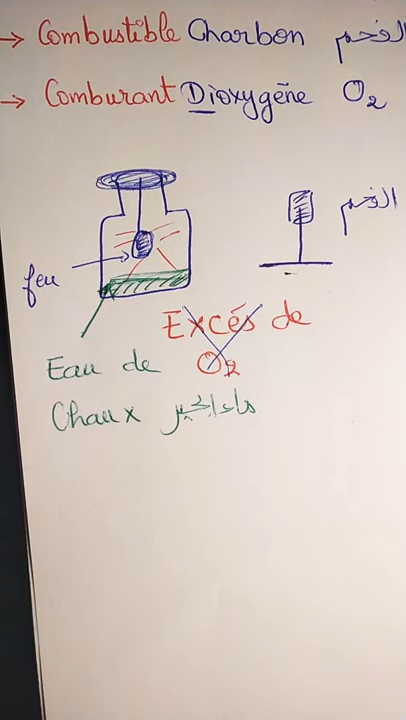 → Combustible Charbon الفحم
→ Comburant Dioxygène O₂
الفحم
feu
Excés de
O₂
Eau de
Chaux ماء الجير